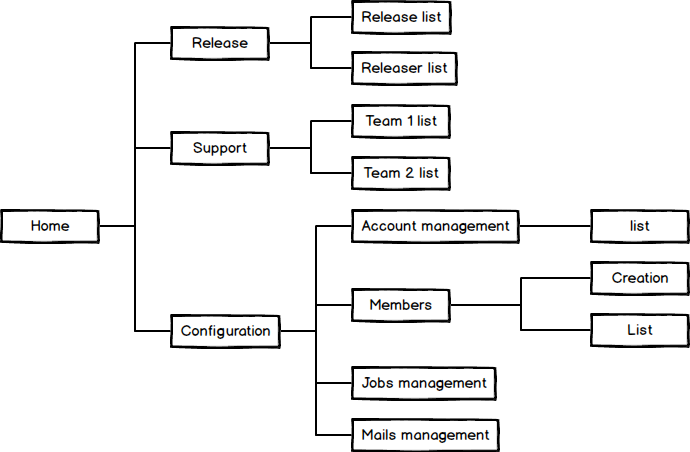 Release list
Release
Releaser list
Team 1 list
Support
Team 2 list
Home
Account management
list
Creation
Members
Configuration
List
Jobs management
Mails management